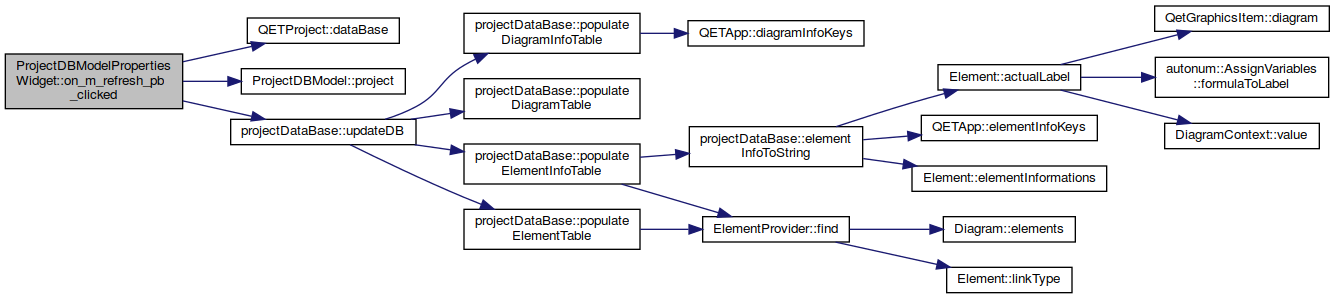 ProjectDBModelProperties
Widget::on_m_refresh_pb
_clicked
QETProject::dataBase
ProjectDBModel::project
projectDataBase::updateDB
projectDataBase::populate
DiagramInfoTable
projectDataBase::populate
DiagramTable
projectDataBase::populate
ElementInfoTable
projectDataBase::populate
ElementTable
QETApp::diagramInfoKeys
projectDataBase::element
InfoToString
ElementProvider::find
Element::actualLabel
QETApp::elementInfoKeys
Element::elementInformations
Diagram::elements
Element::linkType
QetGraphicsItem::diagram
autonum::AssignVariables
::formulaToLabel
DiagramContext::value